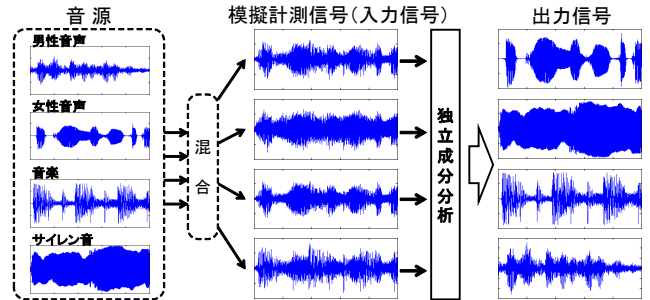 音源
模擬計測信号(入力信号)
出力信号
男性音声
女性音声
音楽
サイレン音
混合
独立成分分析